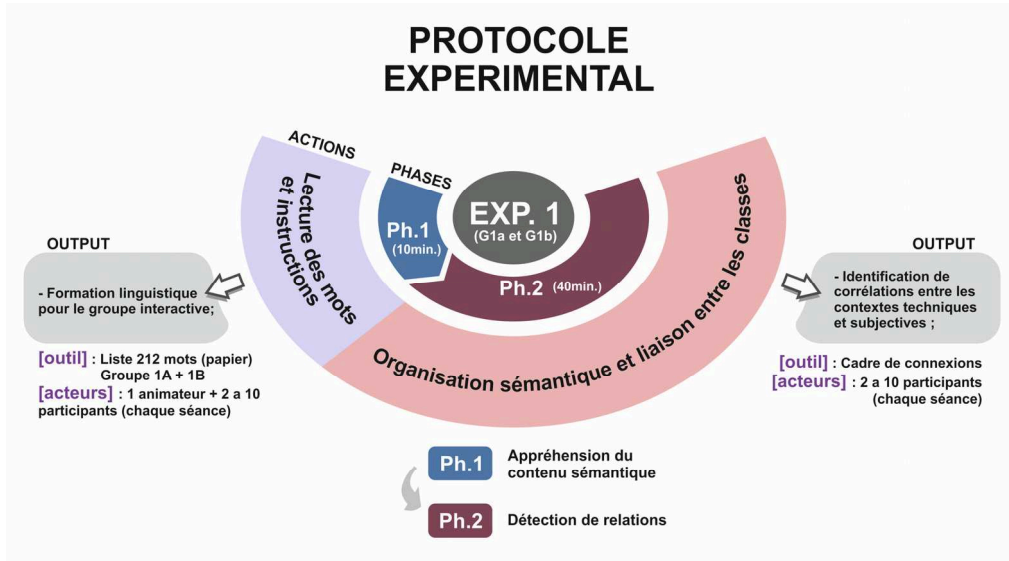 PROTOCOLE
EXPERIMENTAL
ACTIONS
PHASES
Lecture des mots
et instructions
Ph.1
(10min.)
EXP. 1
(G1a et G1b)
Ph.2 (40min.)
Organisation sémantique et liaison entre les classes
OUTPUT
- Formation linguistique
pour le groupe interactive;
[outil] : Liste 212 mots (papier)
Groupe 1A + 1B
[acteurs] : 1 animateur + 2 a 10
participants (chaque séance)
OUTPUT
- Identification de
corrélations entre les
contextes techniques
et subjectives ;
[outil] : Cadre de connexions
[acteurs] : 2 a 10 participants
(chaque séance)
Ph.1
Appréhension du
contenu sémantique
Ph.2
Détection de relations